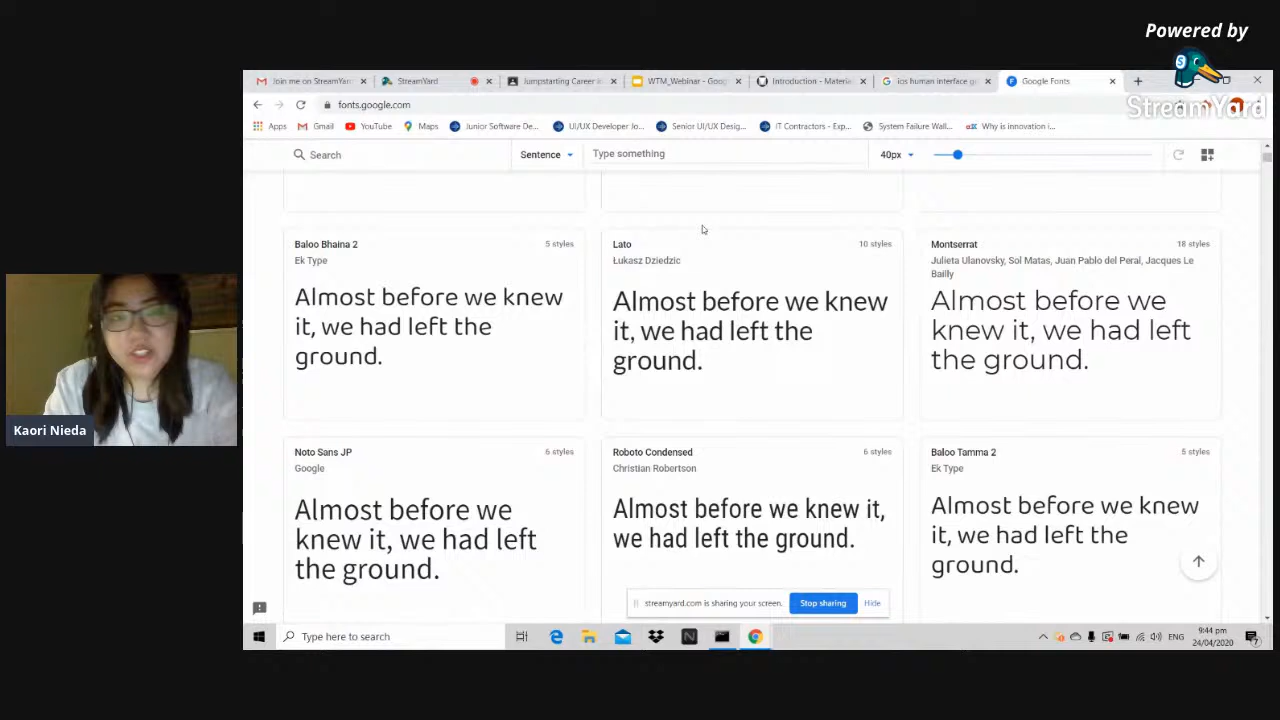 Powered by
StreamYard
Join me on StreamYar
StreamYard
Jumpstarting Career in
WTM_Webinar - Goog
Introduction - Materia
ios human interface g
Google Fonts
fonts.google.com
Apps
Gmail
YouTube
Maps
Junior Software De...
UI/UX Developer Jo...
Senior UI/UX Desig...
IT Contractors - Exp...
System Failure Wall...
Why is innovation i...
Search
Sentence
Type something
40px
Baloo Bhaina 2
5 styles
Ek Type
Almost before we knew
it, we had left the
ground.
Lato
10 styles
Łukasz Dziedzic
Almost before we knew
it, we had left the
ground.
Montserrat
18 styles
Julieta Ulanovsky, Sol Matas, Juan Pablo del Peral, Jacques Le
Bailly
Almost before we
knew it, we had left
the ground.
Kaori Nieda
Noto Sans JP
6 styles
Google
Almost before we
knew it, we had left
the ground.
Roboto Condensed
6 styles
Christian Robertson
Almost before we knew it,
we had left the ground.
Baloo Tamma 2
5 styles
Ek Type
Almost before we knew
it, we had left the
ground.
streamyard.com is sharing your screen.
Stop sharing
Hide
Type here to search
ENG
9:44 pm
24/04/2020